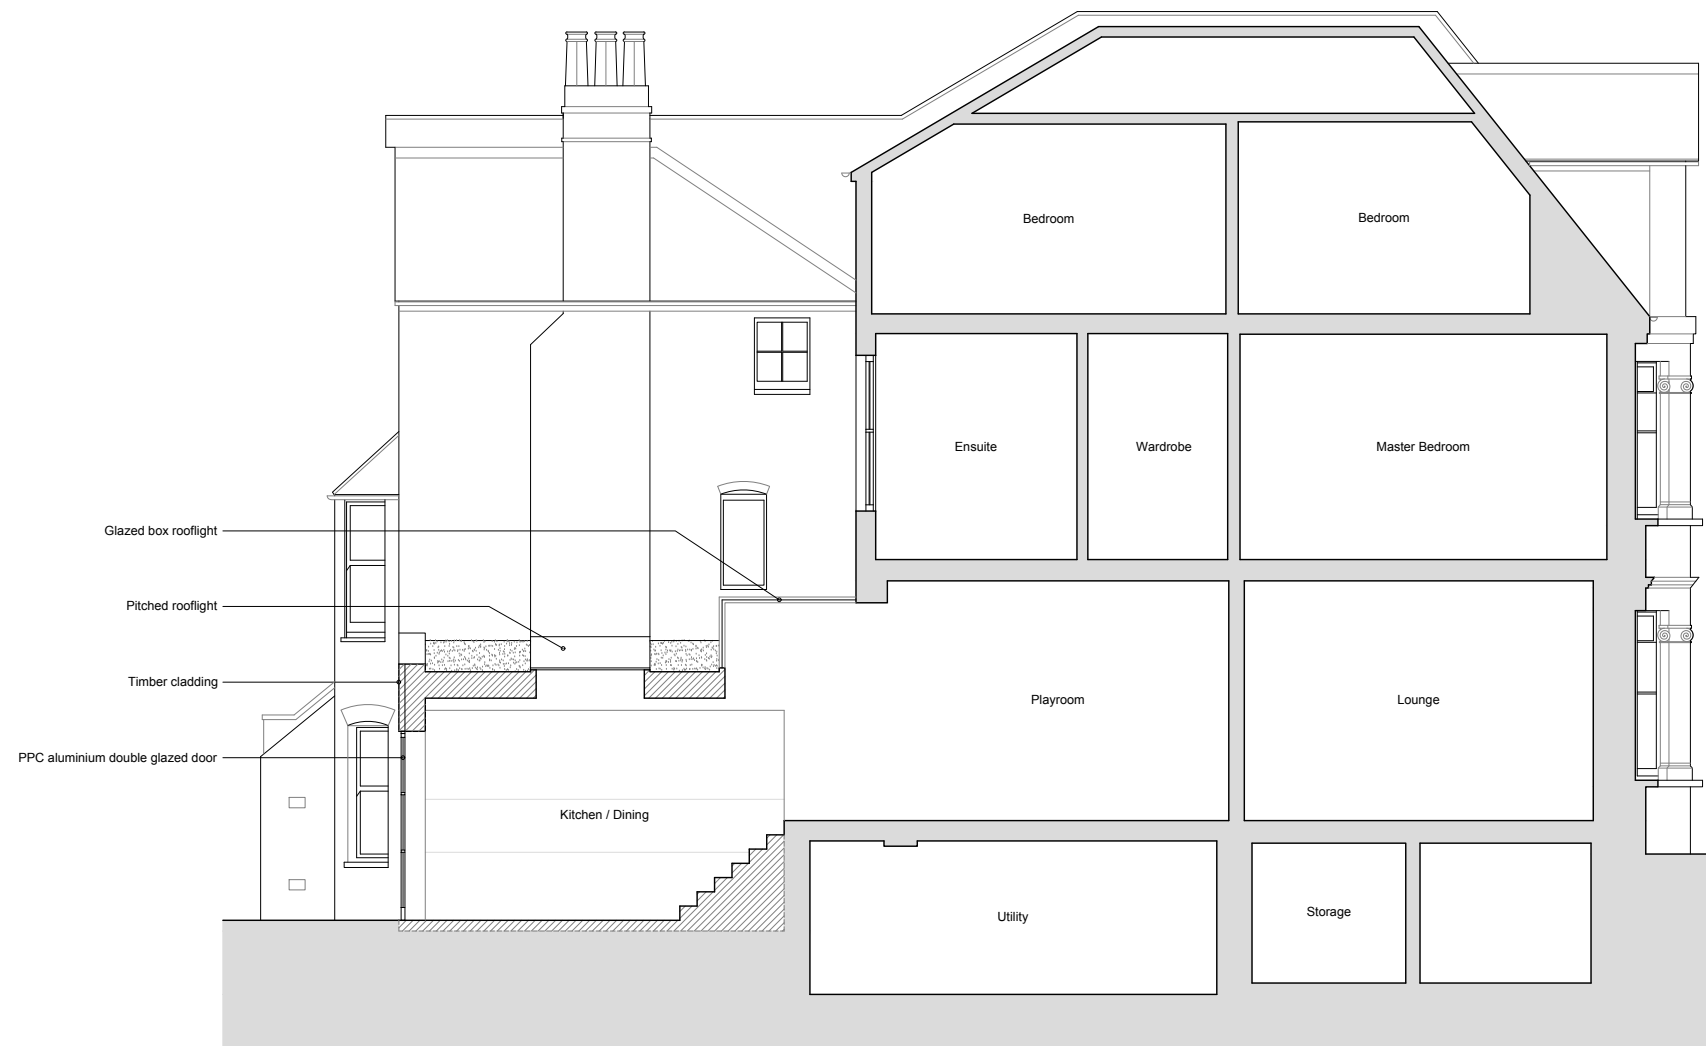 Bedroom
Bedroom
Ensuite
Wardrobe
Master Bedroom
Glazed box rooflight
Pitched rooflight
Timber cladding
Playroom
Lounge
PPC aluminium double glazed door
Kitchen / Dining
Utility
Storage